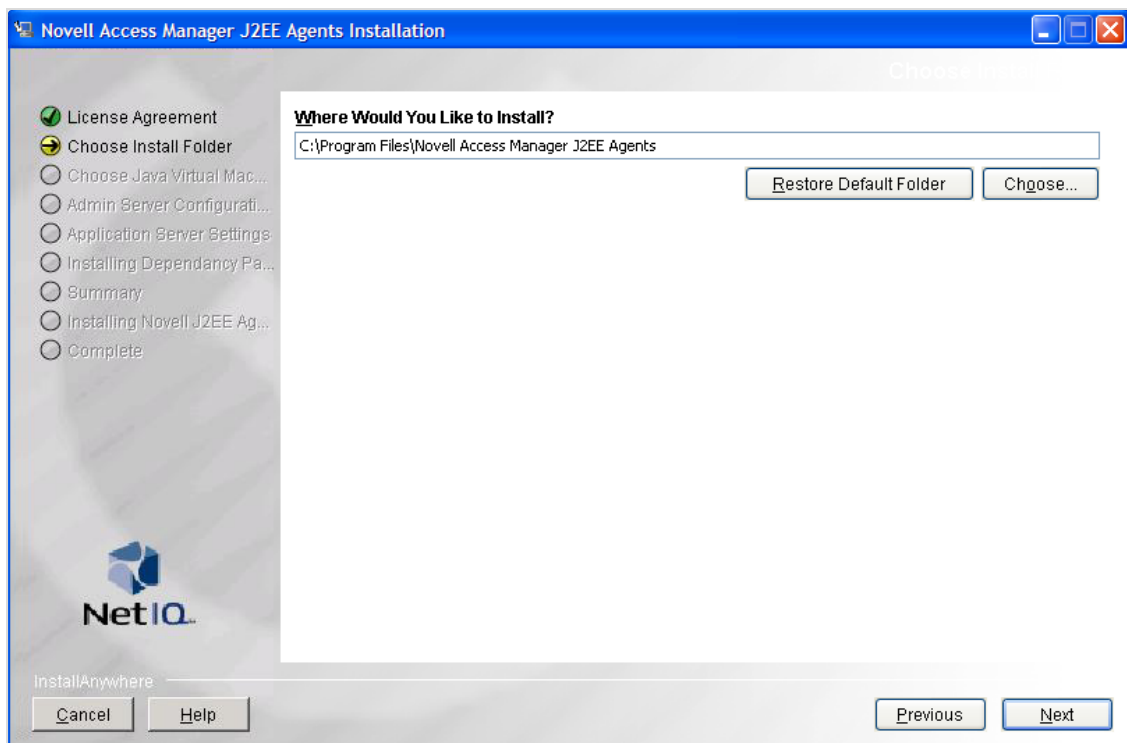 Novell Access Manager J2EE Agents Installation
Choose
License Agreement
Choose Install Folder
Choose Java Virtual Mac...
Admin Server Configurati...
Application Server Settings
Installing Dependancy Pa...
Summary
Installing Novell J2EE Ag...
Complete
Where Would You Like to Install?
C:\Program Files\Novell Access Manager J2EE Agents
Restore Default Folder
Choose...
NetIQ
InstallAnywhere
Cancel
Help
Previous
Next